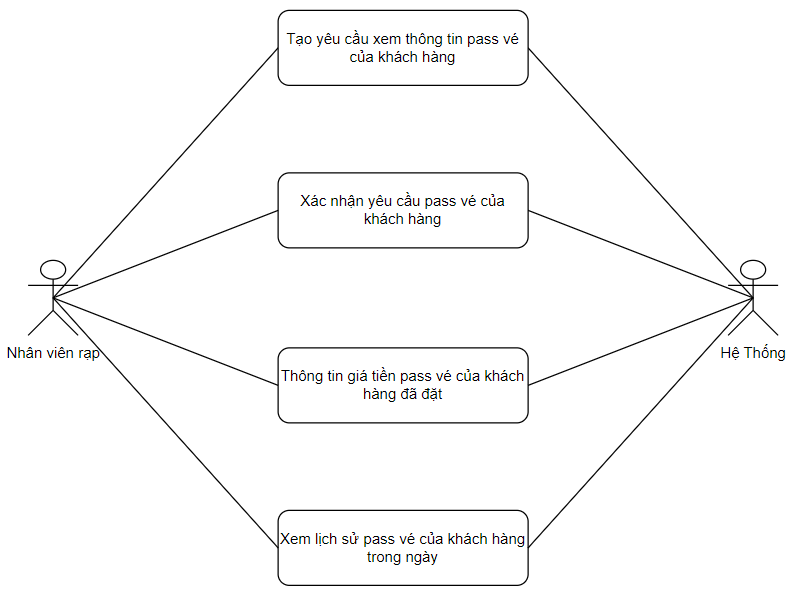 Tạo yêu cầu xem thông tin pass vé
của khách hàng
Xác nhận yêu cầu pass vé của
khách hàng
Nhân viên rạp
Hệ Thống
Thông tin giá tiền pass vé của khách
hàng đã đặt
Xem lịch sử pass vé của khách hàng
trong ngày